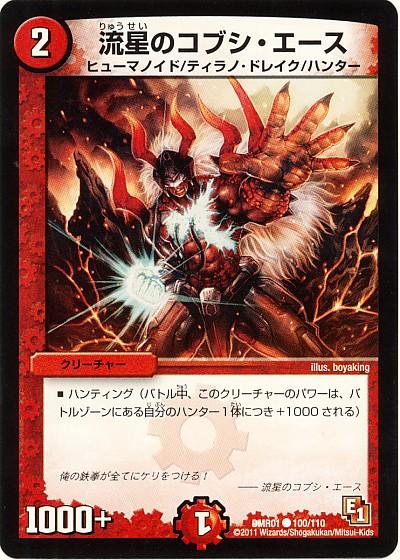 2
りゅうせい
流星のコブシ・エース
ヒューマノイド/ティラノ・ドレイク/ハンター
クリーチャー
illus. boyaking
■ ハンティング（バトル中、このクリーチャーのパワーは、バ
トルゾーンにある自分のハンター1体につき+1000される）
俺の鉄拳が全てにケリをつける！
—— 流星のコブシ・エース
1000+
1
DMR01 ● 100/110
©2011 Wizards/Shogakukan/Mitsui-Kids
E1